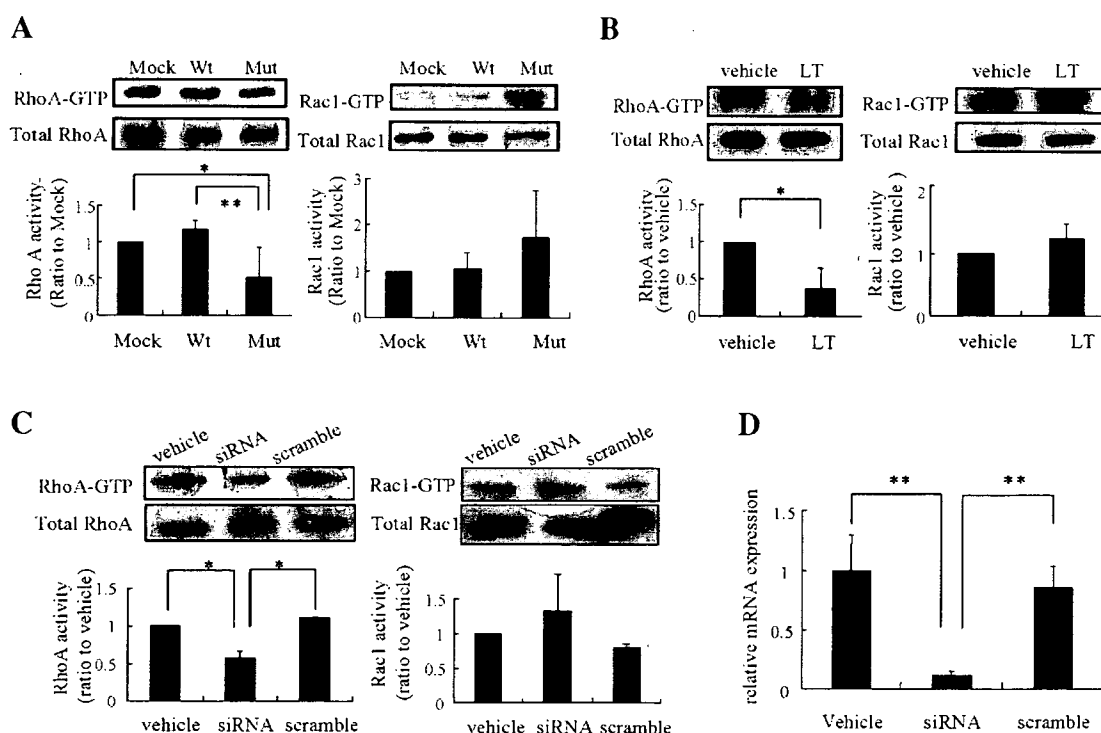 A
Mock Wt Mut
RhoA-GTP
Total RhoA
*
**
Rho A activity
(Ratio to Mock)
1.5
1
0.5
0
Mock Wt Mut
Mock Wt Mut
Rac1-GTP
Total Rac1
Rac1 activity
(Ratio to Mock)
3
2
1
0
Mock Wt Mut
B
vehicle LT
RhoA-GTP
Total RhoA
*
RhoA activity
(ratio to vehicle)
1.5
1
0.5
0
vehicle LT
vehicle LT
Rac1-GTP
Total Rac1
Rac1 activity
(ratio to vehicle)
2
1
0
vehicle LT
C
vehicle siRNA scramble
RhoA-GTP
Total RhoA
* *
RhoA activity
(ratio to vehicle)
1.5
1
0.5
0
vehicle siRNA scramble
vehicle siRNA scramble
Rac1-GTP
Total Rac1
Rac1 activity
(ratio to vehicle)
1.5
1
0.5
0
vehicle siRNA scramble
D
** **
relative mRNA expression
1.5
1
0.5
0
Vehicle siRNA scramble